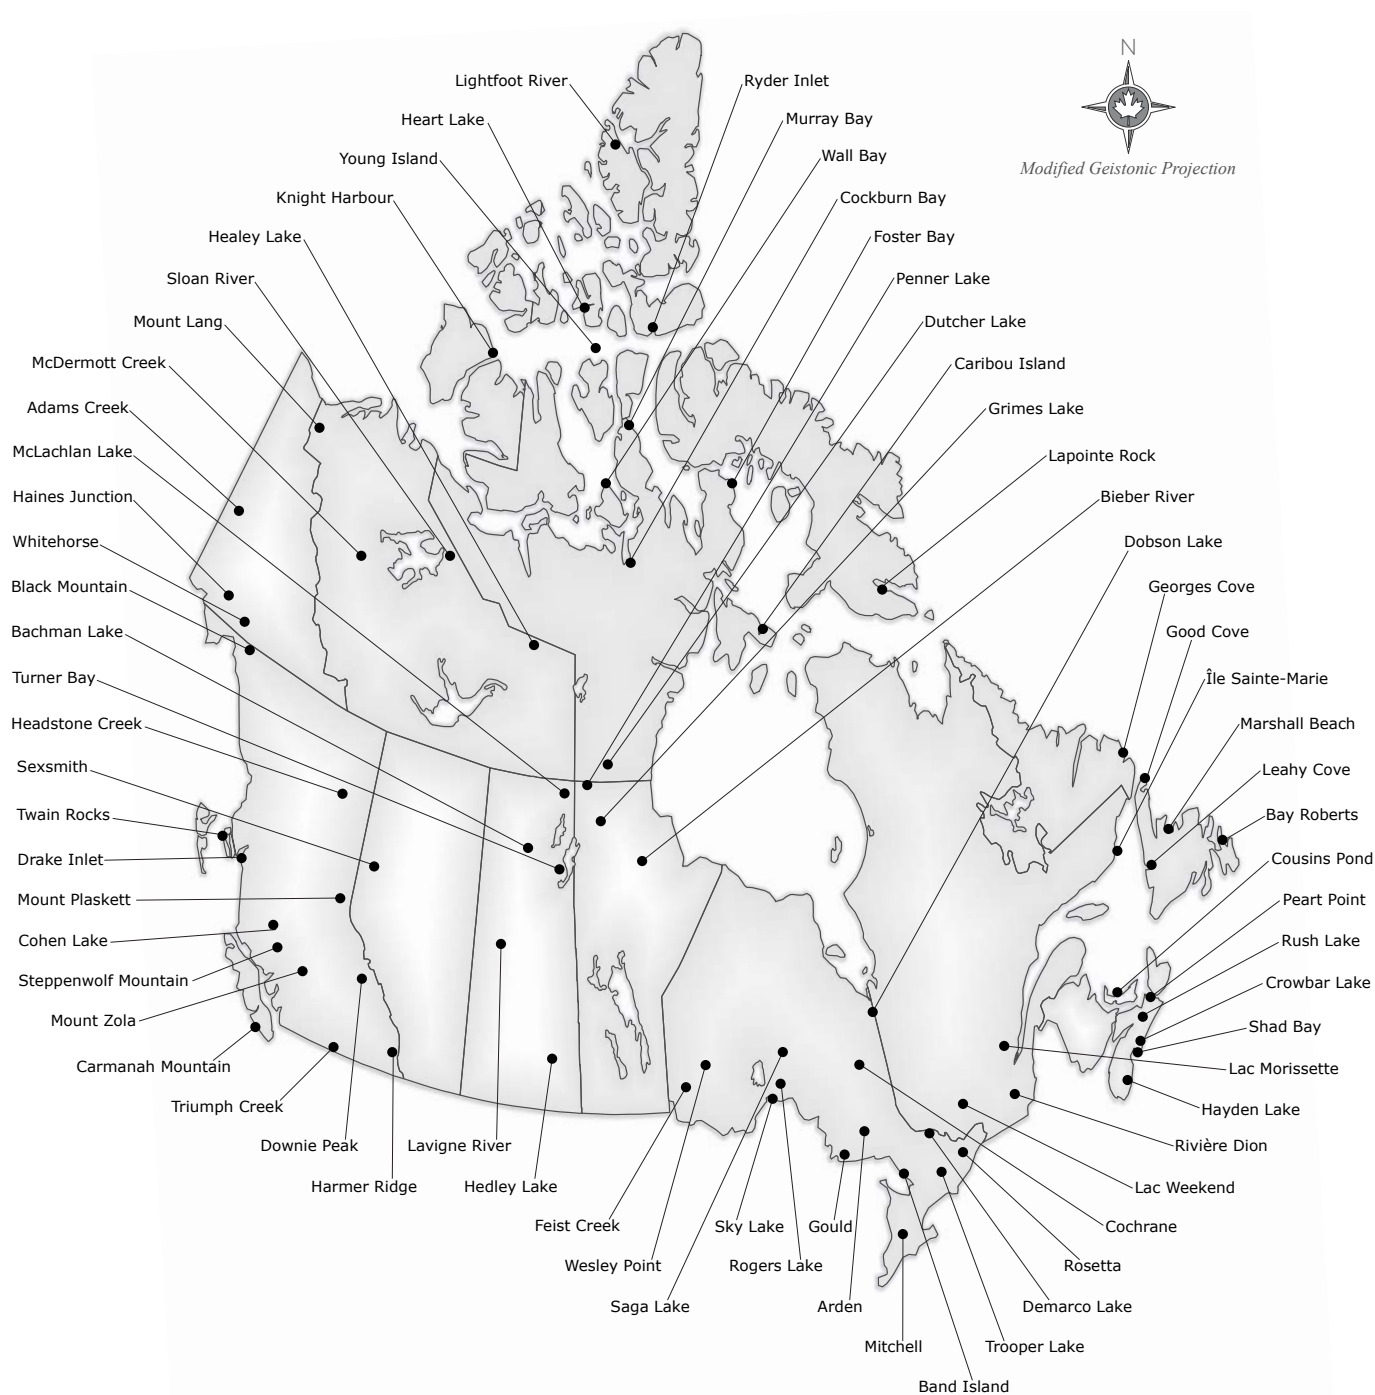 N
Modified Geistonic Projection
Lightfoot River
Heart Lake
Young Island
Knight Harbour
Healey Lake
Sloan River
Mount Lang
McDermott Creek
Adams Creek
McLachlan Lake
Haines Junction
Whitehorse
Black Mountain
Bachman Lake
Turner Bay
Headstone Creek
Sexsmith
Twain Rocks
Drake Inlet
Mount Plaskett
Cohen Lake
Steppenwolf Mountain
Mount Zola
Carmanah Mountain
Triumph Creek
Downie Peak
Harmer Ridge
Lavigne River
Hedley Lake
Feist Creek
Wesley Point
Saga Lake
Sky Lake
Rogers Lake
Gould
Arden
Mitchell
Band Island
Trooper Lake
Demarco Lake
Rosetta
Cochrane
Lac Weekend
Rivière Dion
Hayden Lake
Lac Morissette
Shad Bay
Crowbar Lake
Rush Lake
Peart Point
Cousins Pond
Bay Roberts
Leahy Cove
Marshall Beach
Île Sainte-Marie
Good Cove
Georges Cove
Dobson Lake
Bieber River
Lapointe Rock
Grimes Lake
Caribou Island
Dutcher Lake
Penner Lake
Foster Bay
Cockburn Bay
Wall Bay
Murray Bay
Ryder Inlet